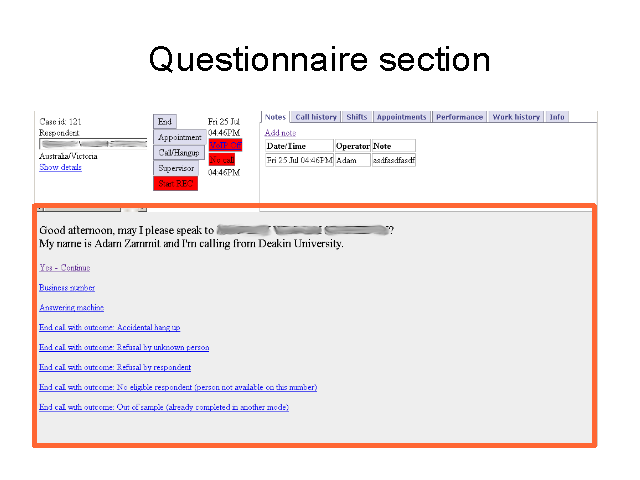 Questionnaire section
Case id: 121
Respondent
Australia/Victoria
Show details
End
Appointment
Call/Hangup
Supervisor
Start REC
Fri 25 Jul
04:46PM
VoIP Off
No call
04:46PM
Notes Call history Shifts Appointments Performance Work history Info
Add note
Date/Time Operator Note
Fri 25 Jul 04:46PM Adam asdfasdfasdf
Good afternoon, may I please speak to ?
My name is Adam Zammit and I'm calling from Deakin University.
Yes - Continue
Business number
Answering machine
End call with outcome: Accidental hang up
End call with outcome: Refusal by unknown person
End call with outcome: Refusal by respondent
End call with outcome: No eligible respondent (person not available on this number)
End call with outcome: Out of sample (already completed in another mode)